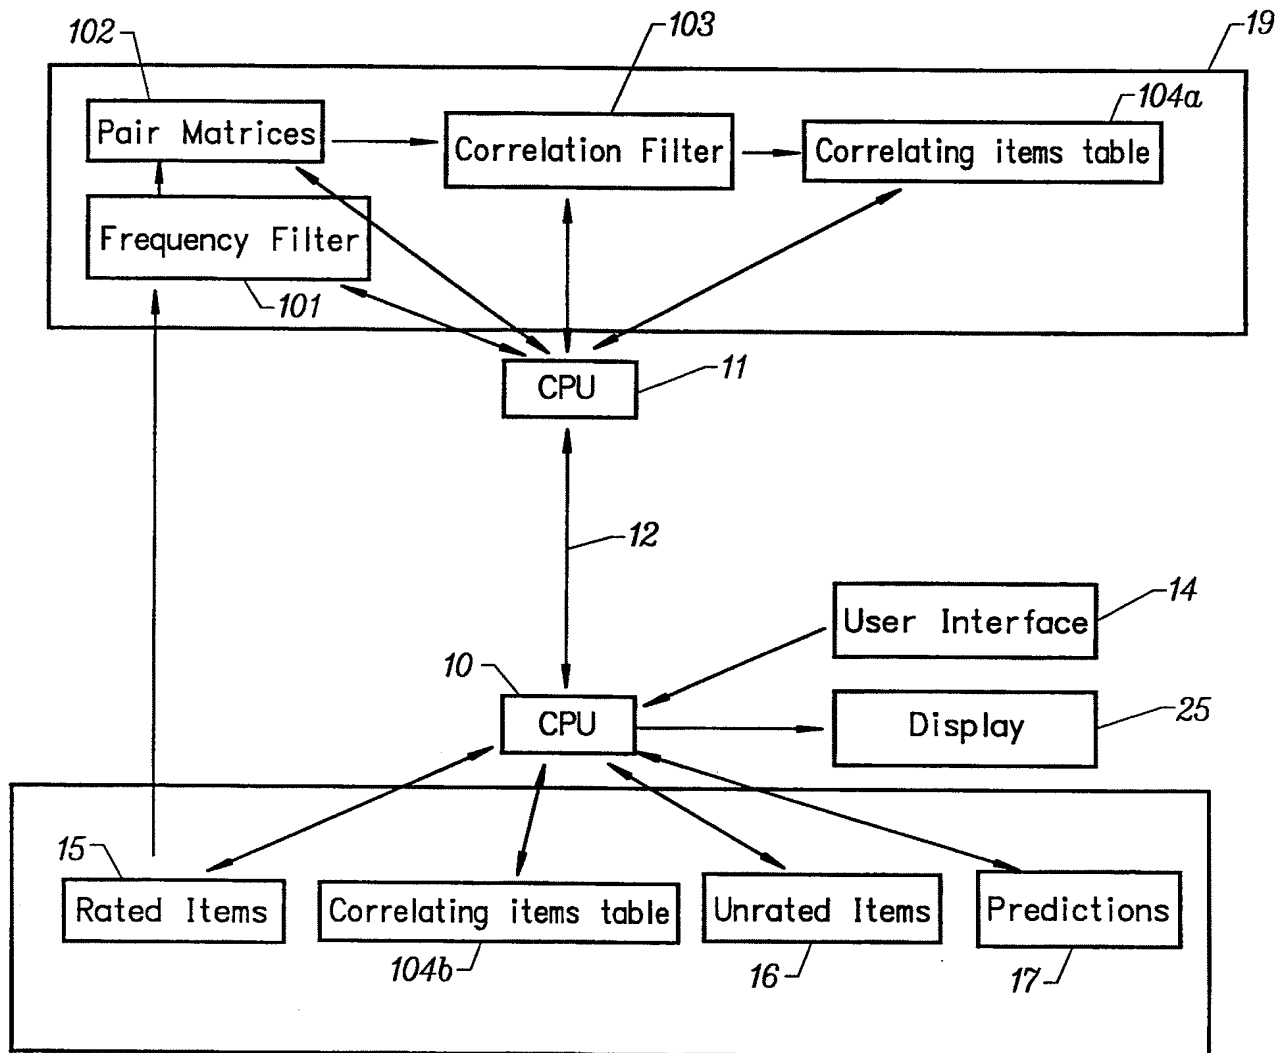 102
103
19
104a
Pair Matrices
Correlation Filter
Correlating items table
Frequency Filter
101
CPU
11
12
14
User Interface
10
CPU
Display
25
15
Rated Items
Correlating items table
Unrated Items
Predictions
104b
16
17